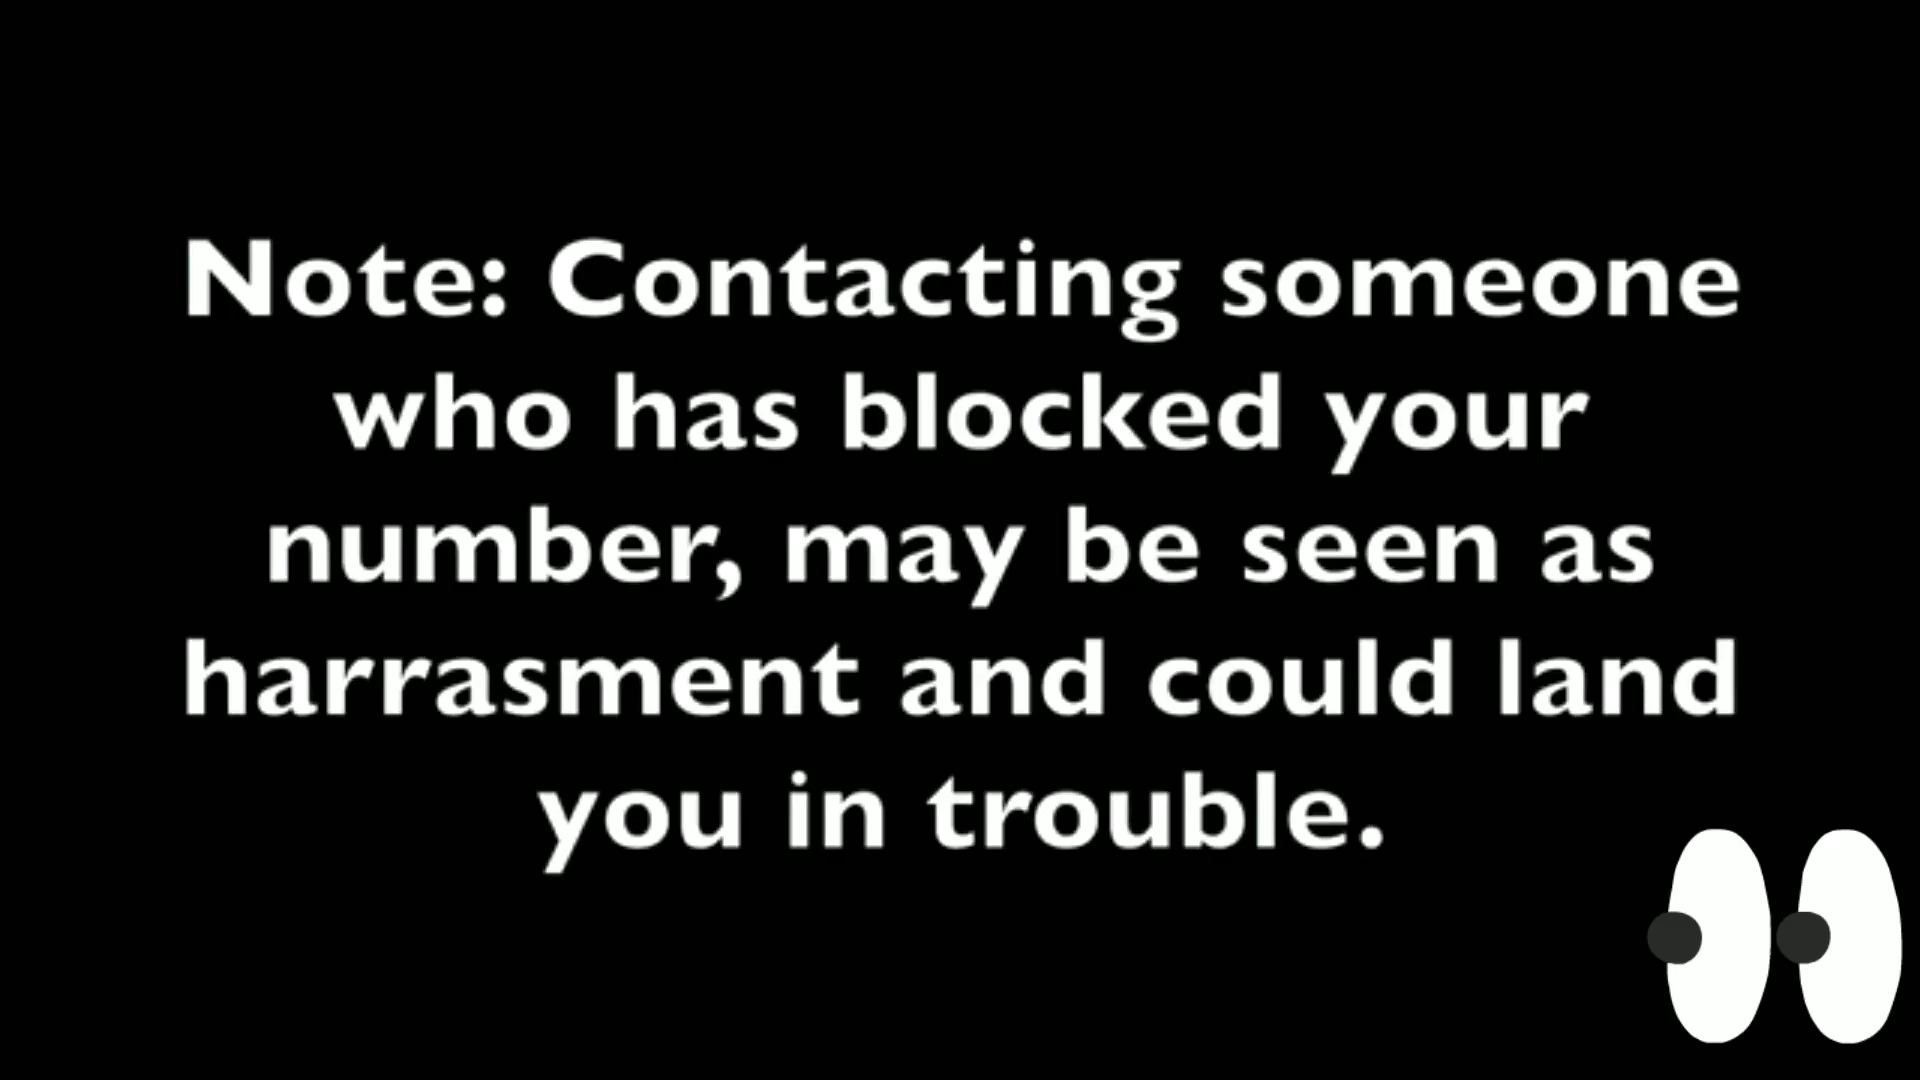 Note: Contacting someone
who has blocked your
number, may be seen as
harrasment and could land
you in trouble.